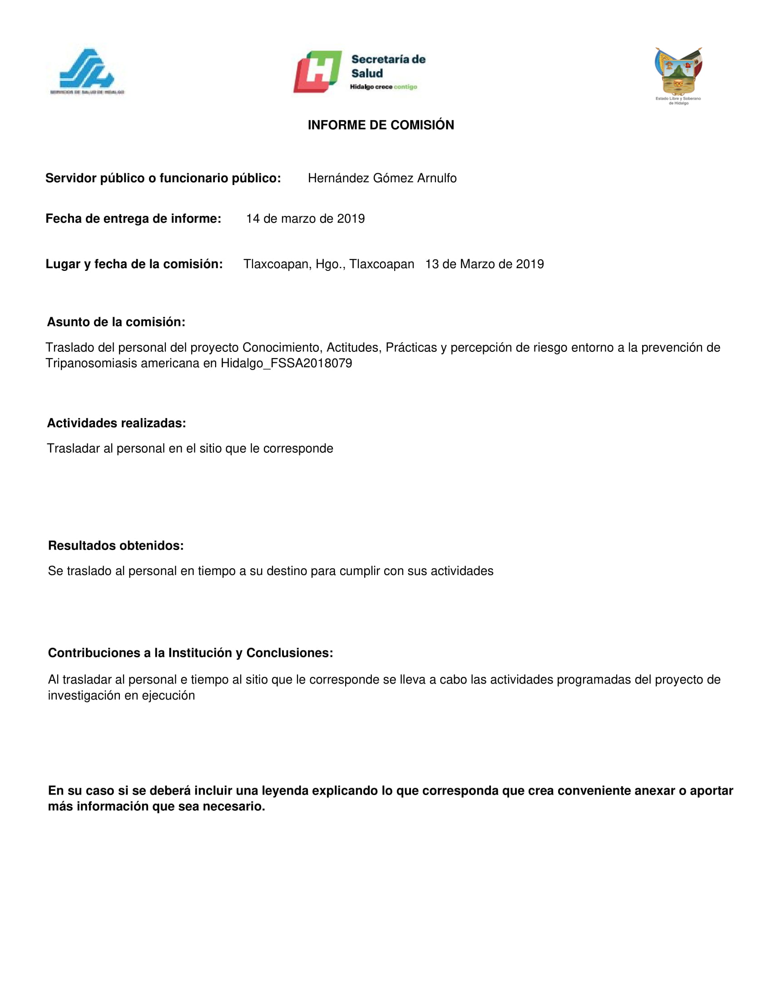 SERVICIOS DE SALUD DE HIDALGO
Secretaría de
Salud
Hidalgo crece contigo
Estado Libre y Soberano
de Hidalgo
INFORME DE COMISIÓN
Servidor público o funcionario público: Hernández Gómez Arnulfo
Fecha de entrega de informe: 14 de marzo de 2019
Lugar y fecha de la comisión: Tlaxcoapan, Hgo., Tlaxcoapan 13 de Marzo de 2019
Asunto de la comisión:
Traslado del personal del proyecto Conocimiento, Actitudes, Prácticas y percepción de riesgo entorno a la prevención de
Tripanosomiasis americana en Hidalgo_FSSA2018079
Actividades realizadas:
Trasladar al personal en el sitio que le corresponde
Resultados obtenidos:
Se traslado al personal en tiempo a su destino para cumplir con sus actividades
Contribuciones a la Institución y Conclusiones:
Al trasladar al personal e tiempo al sitio que le corresponde se lleva a cabo las actividades programadas del proyecto de
investigación en ejecución
En su caso si se deberá incluir una leyenda explicando lo que corresponda que crea conveniente anexar o aportar
más información que sea necesario.